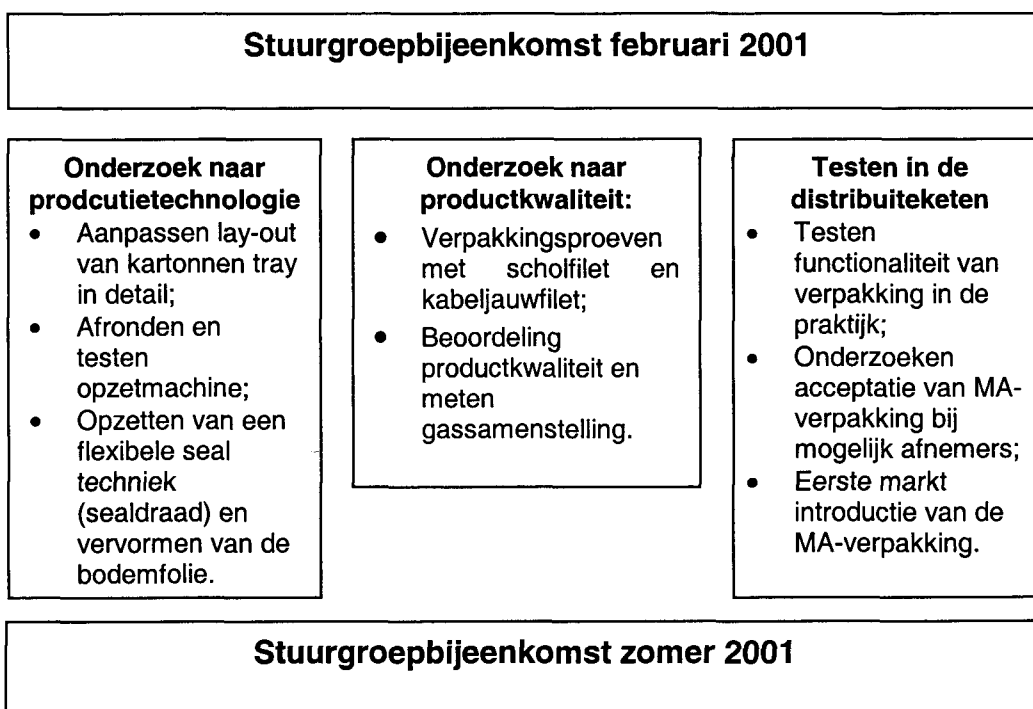 Stuurgroepbijeenkomst februari 2001
Onderzoek naar
prodcutietechnologie
• Aanpassen lay-out
van kartonnen tray
in detail;
• Afronden en
testen
opzetmachine;
• Opzetten van een
flexibele seal
techniek
(sealdraad) en
vervormen van de
bodemfolie.
Onderzoek naar
productkwaliteit:
• Verpakkingsproeven
met scholfilet en
kabeljauwfilet;
• Beoordeling
productkwaliteit en
meten
gassamenstelling.
Testen in de
distribuiteketen
• Testen
functionaliteit van
verpakking in de
praktijk;
• Onderzoeken
acceptatie van MA-
verpakking bij
mogelijk afnemers;
• Eerste markt
introductie van de
MA-verpakking.
Stuurgroepbijeenkomst zomer 2001